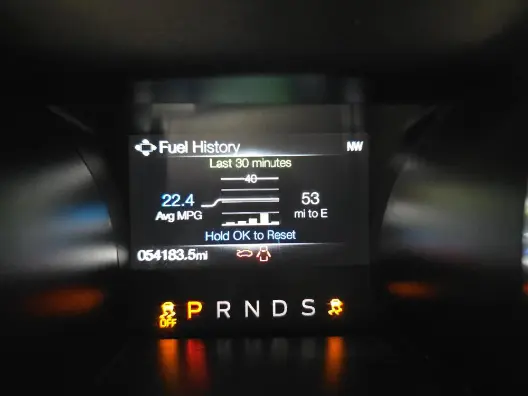 Fuel History NW
Last 30 minutes
40
22.4
Avg MPG
53
mi to E
Hold OK to Reset
054183.5mi
OFF P R N D S